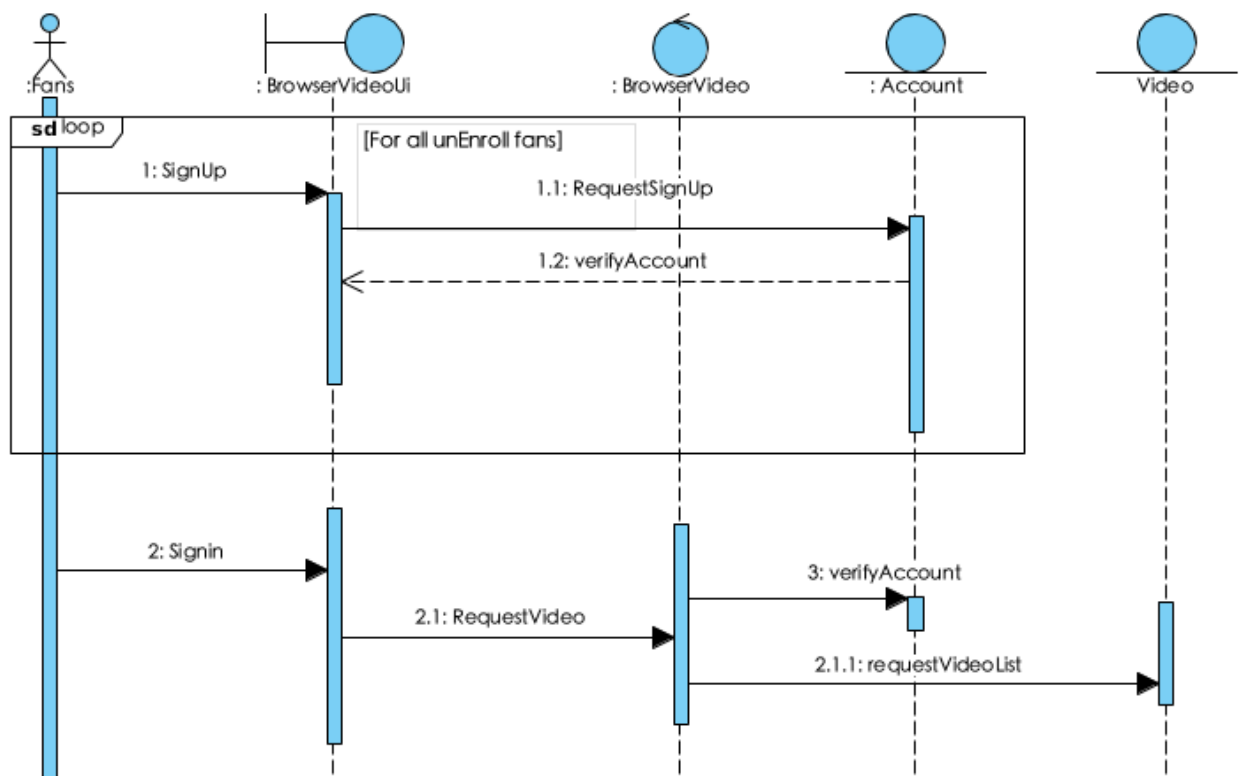 :Fans
: BrowserVideoUi
: BrowserVideo
: Account
Video
sd loop
[For all unEnroll fans]
1: SignUp
1.1: RequestSignUp
1.2: verifyAccount
2: Signin
3: verifyAccount
2.1: RequestVideo
2.1.1: requestVideoList